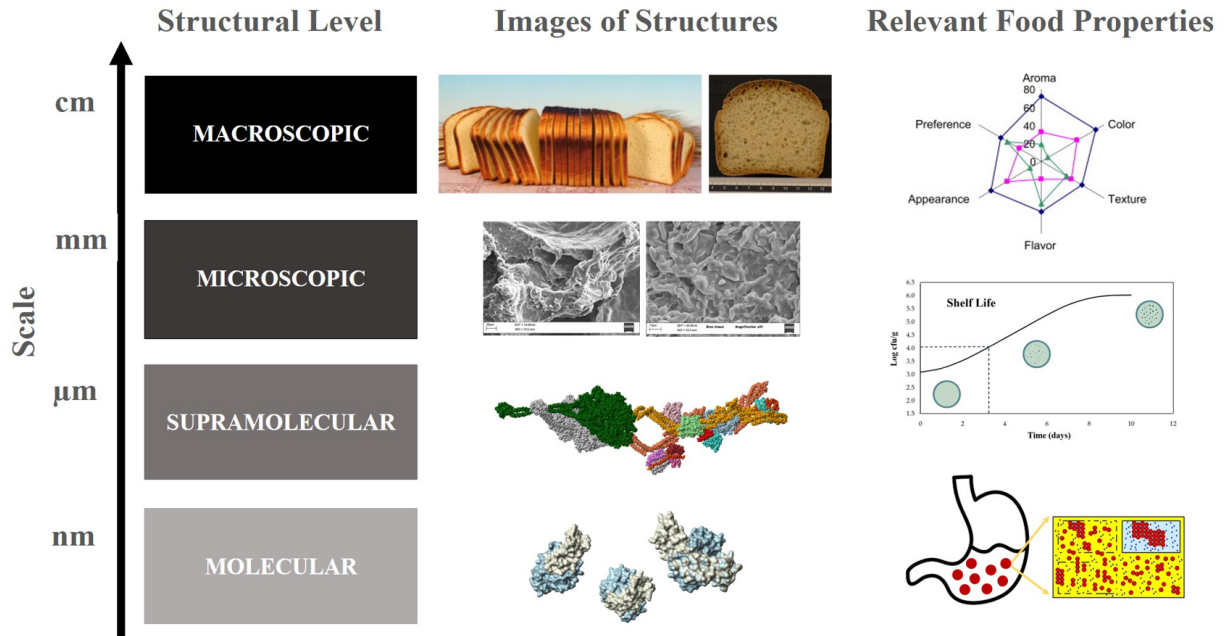 Structural Level
Images of Structures
Relevant Food Properties
Scale
cm
mm
µm
nm
MACROSCOPIC
MICROSCOPIC
SUPRAMOLECULAR
MOLECULAR
Aroma
80
60
40
20
0
Color
Texture
Flavor
Appearance
Preference
Shelf Life
Log cfu/g
6.5
6.0
5.5
5.0
4.5
4.0
3.5
3.0
2.5
2.0
1.5
0 2 4 6 8 10 12
Time (days)